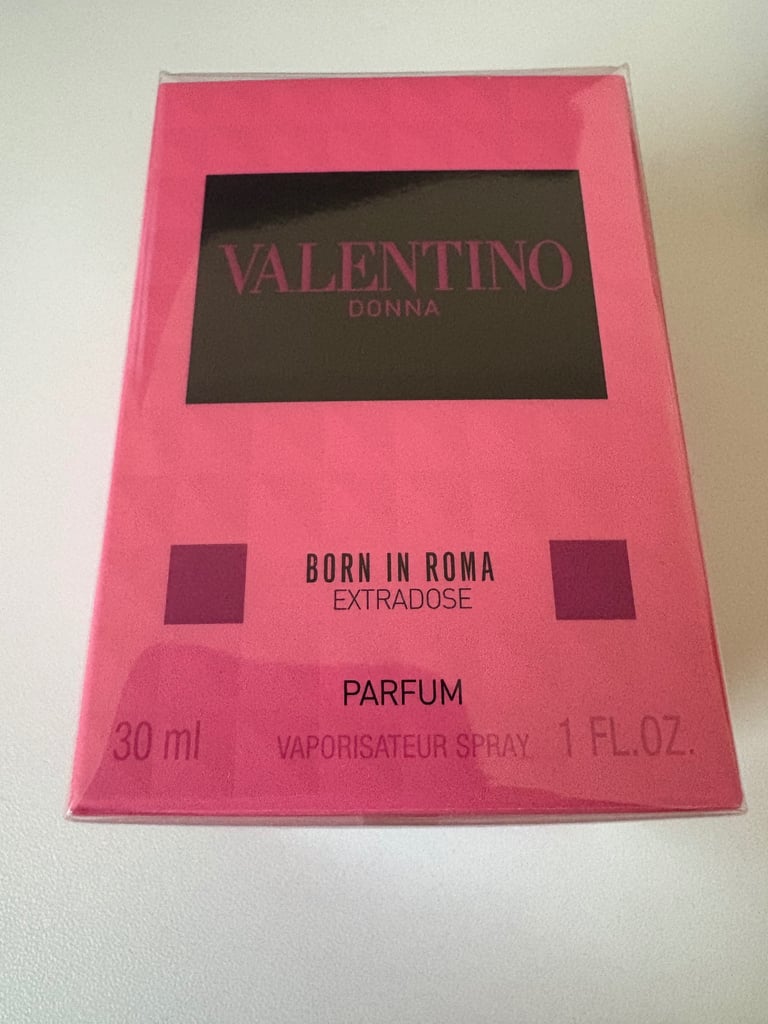 VALENTINO
DONNA
BORN IN ROMA
EXTRADOSE
PARFUM
30 ml VAPORISATEUR SPRAY 1 FL.OZ.